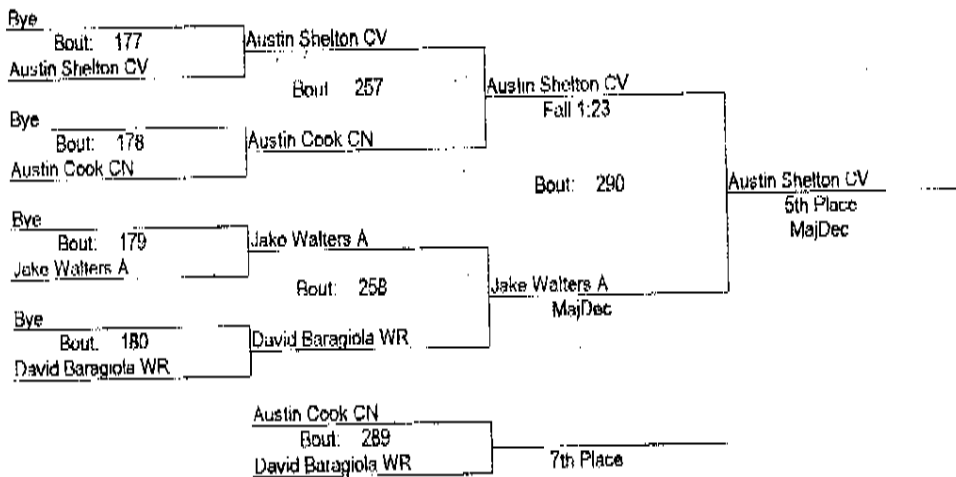 Bye
Bout: 177
Austin Shelton CV
Austin Shelton CV
Bout 257
Bye
Bout: 178
Austin Cook CN
Austin Cook CN
Austin Shelton CV
Fall 1:23
Bout: 290
Austin Shelton CV
5th Place
MajDec
Bye
Bout: 179
Jake Walters A
Jake Walters A
Bout: 258
Bye
Bout: 180
David Baragiola WR
David Baragiola WR
Jake Walters A
MajDec
Austin Cook CN
Bout: 289
David Baragiola WR
7th Place